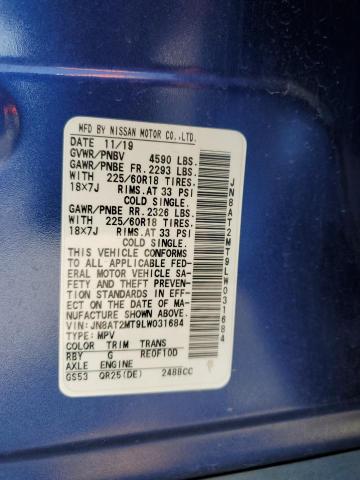 MFD BY NISSAN MOTOR CO.,LTD.
DATE 11/19
GVWR/PNBV 4590 LBS.
GAWR/PNBE FR. 2293 LBS.
WITH 225/60R18 TIRES.
18X7J RIMS.AT 33 PSI
COLD SINGLE.
GAWR/PNBE RR. 2326 LBS.
WITH 225/60R18 TIRES.
18X7J RIMS.AT 33 PSI
COLD SINGLE.
THIS VEHICLE CONFORMS
TO ALL APPLICABLE FED-
ERAL MOTOR VEHICLE SA-
FETY AND THEFT PREVEN-
TION STANDARDS IN EFF-
ECT ON THE DATE OF MA-
NUFACTURE SHOWN ABOVE.
VIN:JN8AT2MT9LW031684
TYPE:MPV
COLOR TRIM TRANS
RBY G RE0F10D
AXLE ENGINE
GS53 QR25(DE) 2488CC
JN8AT2MT9LW031684